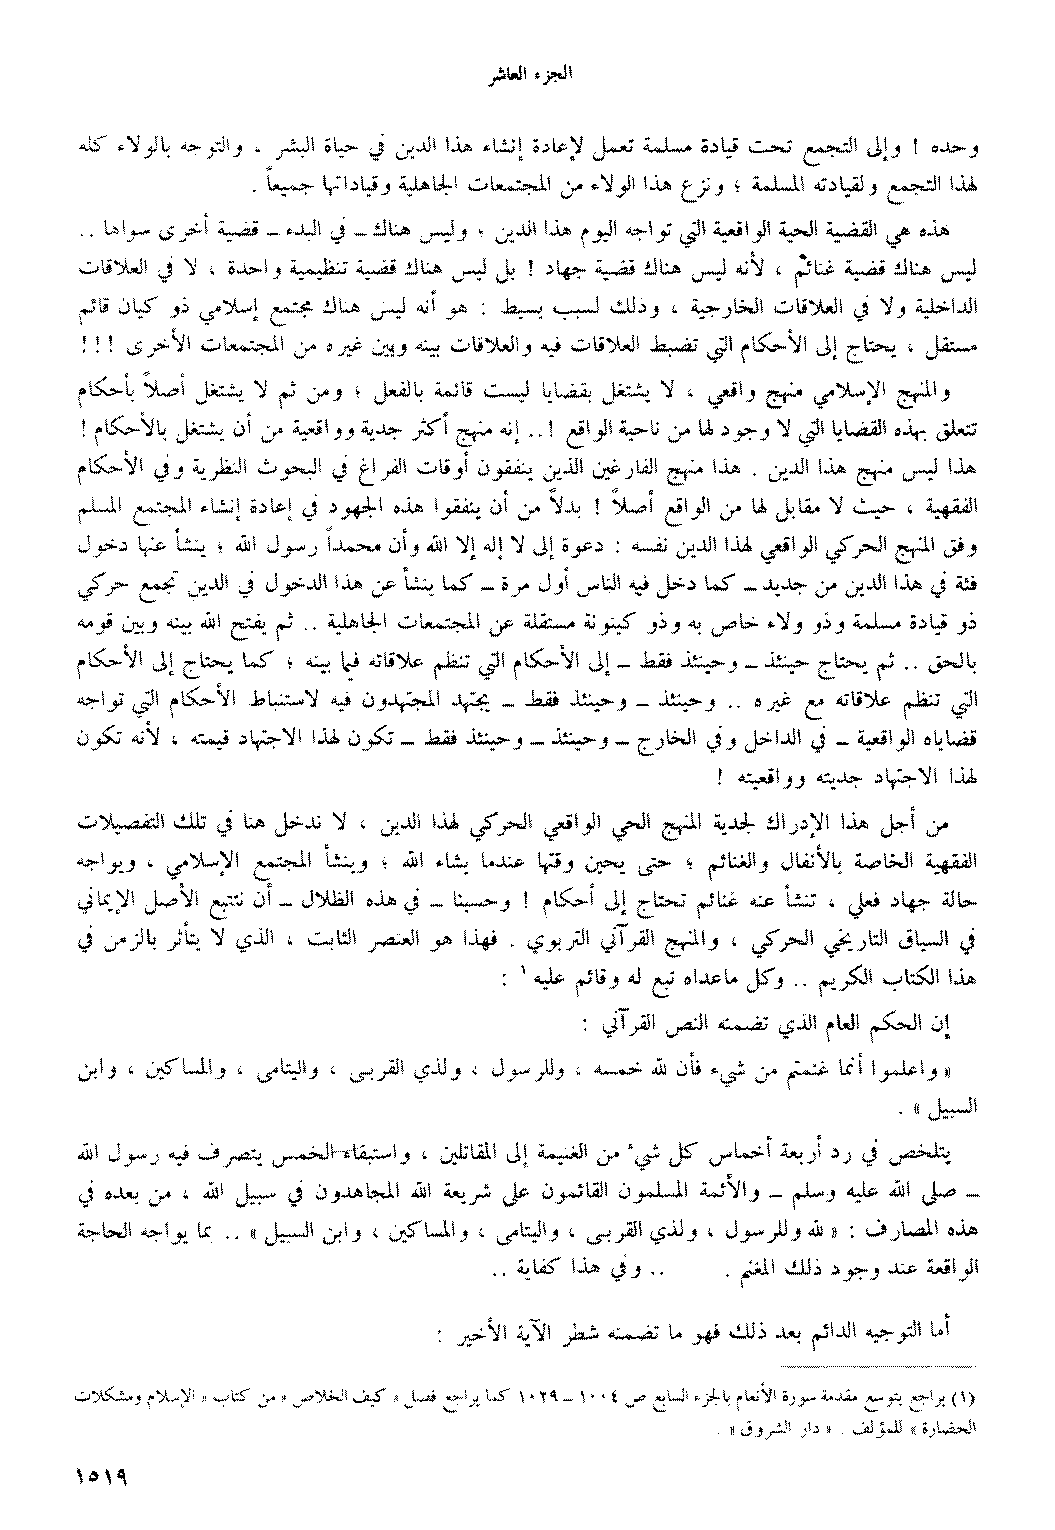 الجزء العاشر
وحده ! وإلى التجمع تحت قيادة مسلمة تعمل لإعادة إنشاء هذا الدين في حياة البشر ، والتوجه بالولاء كله
لهذا التجمع ولقيادته المسلمة ؛ ونزع هذا الولاء من المجتمعات الجاهلية وقياداتها جميعاً .
هذه هي القضية الحية الواقعية التي تواجه اليوم هذا الدين ؛ وليس هناك – في البدء – قضية أخرى سواها ..
ليس هناك قضية غنائم ، لأنه ليس هناك قضية جهاد ! بل ليس هناك قضية تنظيمية واحدة ، لا في العلاقات
الداخلية ولا في العلاقات الخارجية ، وذلك لسبب بسيط : هو أنه ليس هناك مجتمع إسلامي ذو كيان قائم
مستقل ، يحتاج إلى الأحكام التي تضبط العلاقات فيه والعلاقات بينه وبين غيره من المجتمعات الأخرى ! ! !
والمنهج الإسلامي منهج واقعي ، لا يشتغل بقضايا ليست قائمة بالفعل ؛ ومن ثم لا يشتغل أصلاً بأحكام
تتعلق بهذه القضايا التي لا وجود لها من ناحية الواقع ! .. إنه منهج أكثر جدية وواقعية من أن يشتغل بالأحكام !
هذا ليس منهج هذا الدين . هذا منهج الفارغين الذين ينفقون أوقات الفراغ في البحوث النظرية وفي الأحكام
الفقهية ، حيث لا مقابل لها من الواقع أصلاً ! بدلاً من أن ينفقوا هذه الجهود في إعادة إنشاء المجتمع المسلم
وفق المنهج الحركي الواقعي لهذا الدين نفسه : دعوة إلى لا إله إلا الله وأن محمداً رسول الله ؛ ينشأ عنها دخول
فئة في هذا الدين من جديد – كما دخل فيه الناس أول مرة – كما ينشأ عن هذا الدخول في الدين تجمع حركي
ذو قيادة مسلمة وذو ولاء خاص به وذو كينونة مستقلة عن المجتمعات الجاهلية .. ثم يفتح الله بينه وبين قومه
بالحق .. ثم يحتاج حينئذ – وحينئذ فقط – إلى الأحكام التي تنظم علاقاته فيما بينه ؛ كما يحتاج إلى الأحكام
التي تنظم علاقاته مع غيره .. وحينئذ – وحينئذ فقط – يجتهد المجتهدون فيه لاستنباط الأحكام التي تواجه
قضاياه الواقعية – في الداخل وفي الخارج – وحينئذ – وحينئذ فقط – تكون لهذا الاجتهاد قيمته ، لأنه تكون
لهذا الاجتهاد جديته وواقعيته !
من أجل هذا الإدراك لجدية المنهج الحي الواقعي الحركي لهذا الدين ، لا ندخل هنا في تلك التفصيلات
الفقهية الخاصة بالأنفال والغنائم ؛ حتى يحين وقتها عندما يشاء الله ؛ وينشأ المجتمع الإسلامي ، ويواجه
حالة جهاد فعلي ، تنشأ عنه غنائم تحتاج إلى أحكام ! وحسبنا – في هذه الظلال – أن نتتبع الأصل الإيماني
في السياق التاريخي الحركي ، والمنهج القرآني التربوي . فهذا هو العنصر الثابت ، الذي لا يتأثر بالزمن في
هذا الكتاب الكريم .. وكل ماعداه تبع له وقائم عليه ١ :
إن الحكم العام الذي تضمنه النص القرآني :
« واعلموا أنما غنمتم من شيء فأن لله خمسه ، وللرسول ، ولذي القربى ، واليتامى ، والمساكين ، وابن
السبيل » .
يتلخص في رد أربعة أخماس كل شيء من الغنيمة إلى المقاتلين ، واستبقاء الخمس يتصرف فيه رسول الله
– صلى الله عليه وسلم – والأئمة المسلمون القائمون على شريعة الله المجاهدون في سبيل الله ، من بعده في
هذه المصارف : « لله وللرسول ، ولذي القربى ، واليتامى ، والمساكين ، وابن السبيل » .. بما يواجه الحاجة
الواقعة عند وجود ذلك المغنم . .. وفي هذا كفاية ..
أما التوجيه الدائم بعد ذلك فهو ما تضمنه شطر الآية الأخير :
(١) يراجع بتوسع مقدمة سورة الأنعام بالجزء السابع ص ١٠٠٤ – ١٠٢٩ كما يراجع فصل « كيف الخلاص » من كتاب « الإسلام ومشكلات
الحضارة » للمؤلف . « دار الشروق » .
١٥١٩